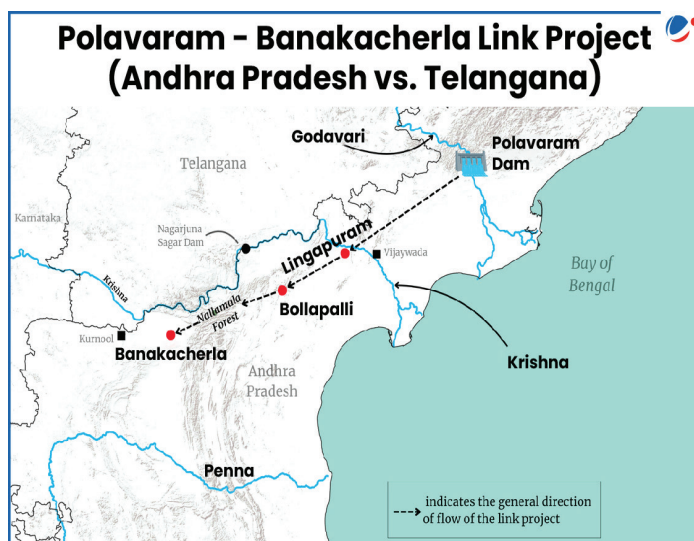 Polavaram - Banakacherla Link Project
(Andhra Pradesh vs. Telangana)
Godavari
Polavaram
Dam
Telangana
Karnataka
Nagarjuna
Sagar Dam
Lingapuram
Vijaywada
Bay of
Bengal
Krishna
Nallamula
Forest
Bollapalli
Kurnool
Banakacherla
Andhra
Pradesh
Krishna
Penna
indicates the general direction
of flow of the link project